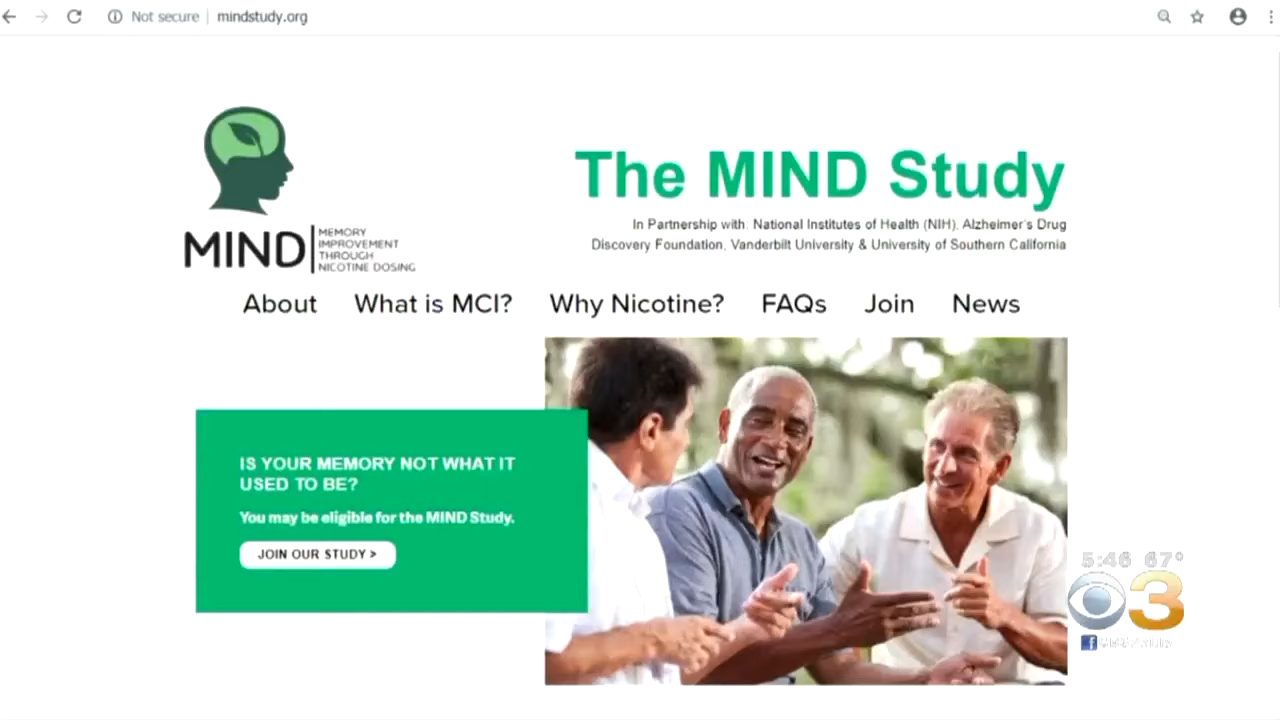 Not secure | mindstudy.org
The MIND Study
In Partnership with: National Institutes of Health (NIH), Alzheimer's Drug
Discovery Foundation, Vanderbilt University & University of Southern California
MIND
MEMORY
IMPROVEMENT
THROUGH
NICOTINE DOSING
About What is MCI? Why Nicotine? FAQs Join News
IS YOUR MEMORY NOT WHAT IT
USED TO BE?
You may be eligible for the MIND Study.
JOIN OUR STUDY >
5:46 67°
3
f